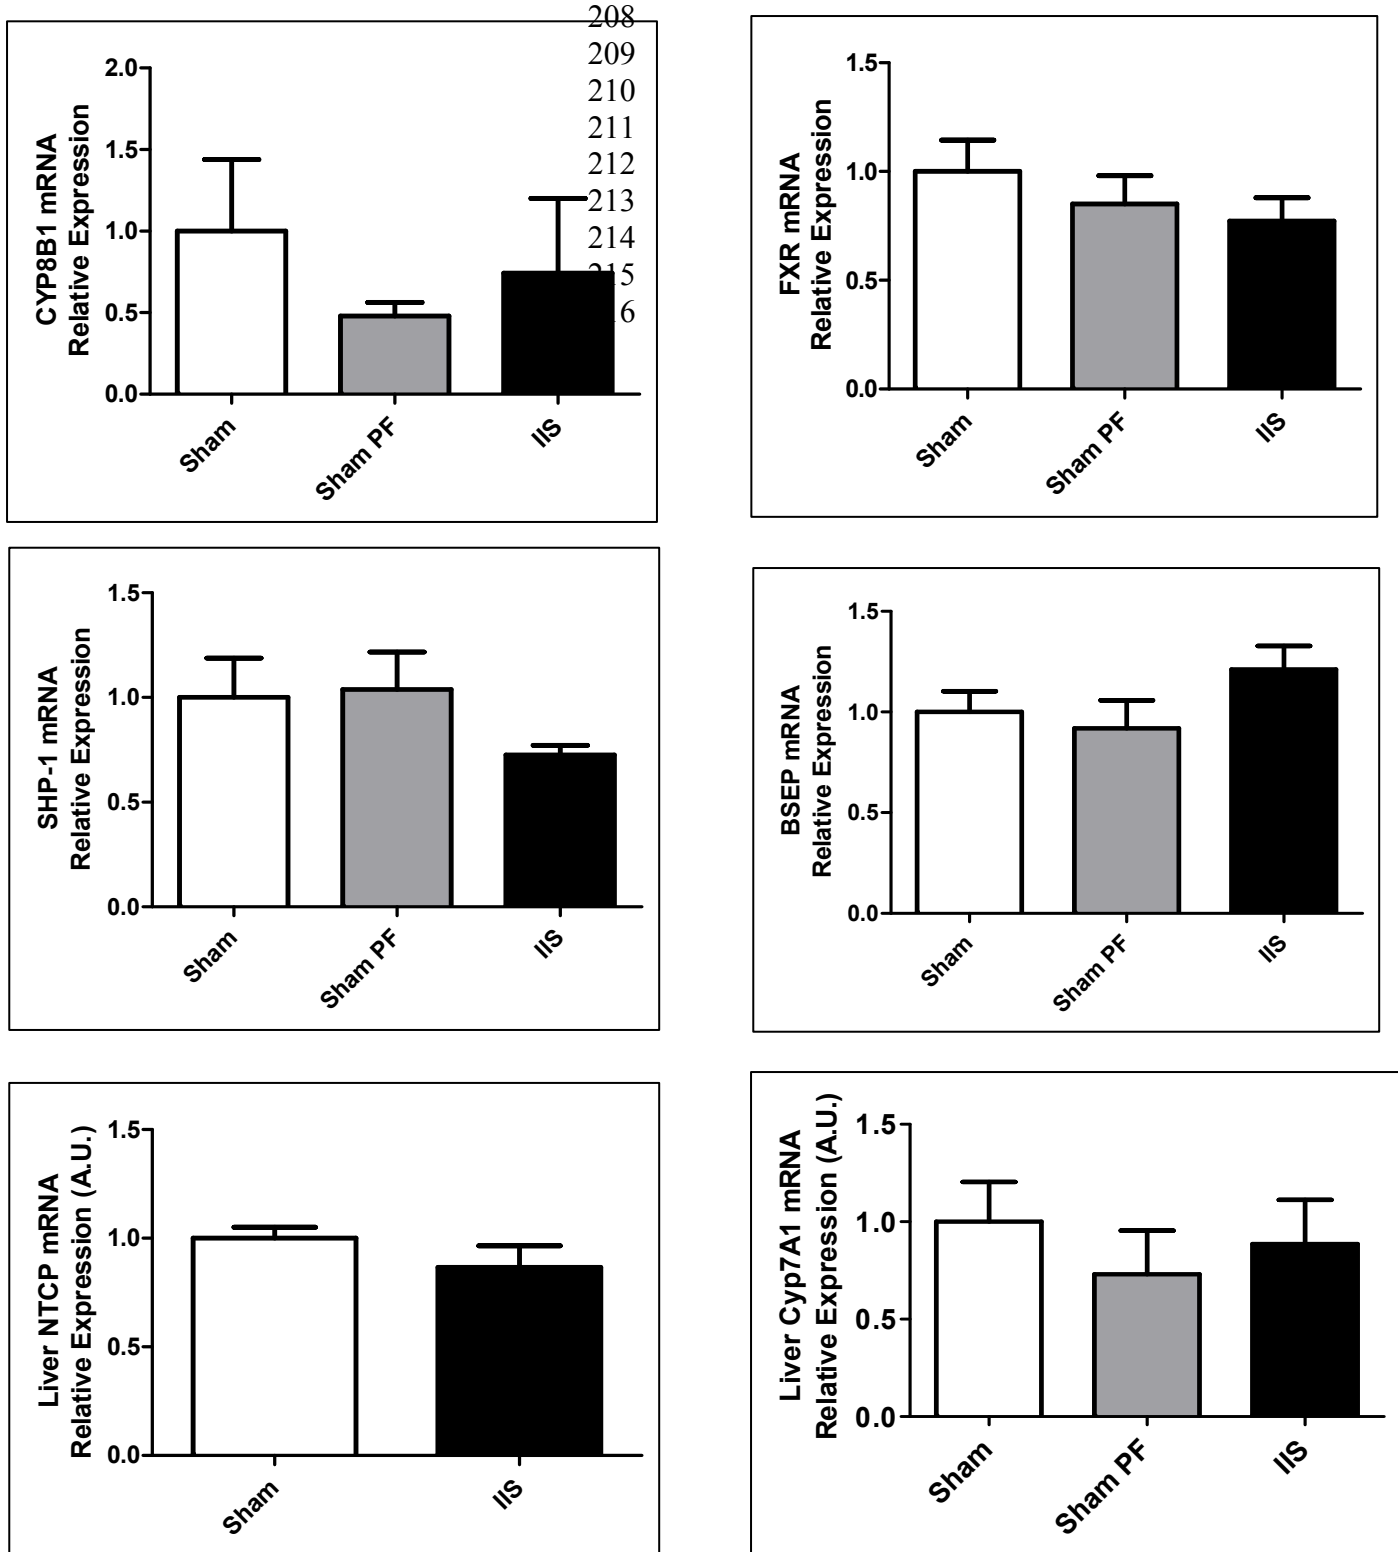 208
209
210
211
212
213
214
215
6
CYP8B1 mRNA
Relative Expression
2.0
1.5
1.0
0.5
0.0
Sham
Sham PF
IIS
FXR mRNA
Relative Expression
1.5
1.0
0.5
0.0
Sham
Sham PF
IIS
SHP-1 mRNA
Relative Expression
1.5
1.0
0.5
0.0
Sham
Sham PF
IIS
BSEP mRNA
Relative Expression
1.5
1.0
0.5
0.0
Sham
Sham PF
IIS
Liver NTCP mRNA
Relative Expression (A.U.)
1.5
1.0
0.5
0.0
Sham
IIS
Liver Cyp7A1 mRNA
Relative Expression (A.U.)
1.5
1.0
0.5
0.0
Sham
Sham PF
IIS